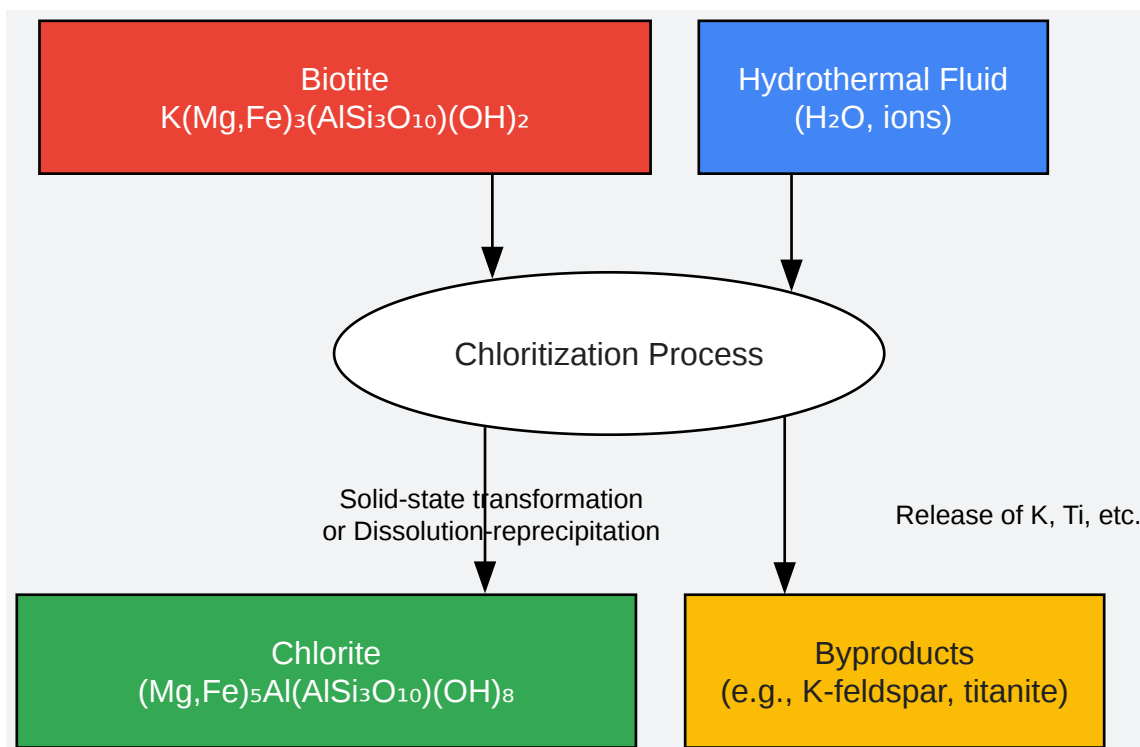 Biotite
K(Mg,Fe)₃(AlSi₃O₁₀)(OH)₂
Hydrothermal Fluid
(H₂O, ions)
Chloritization Process
Solid-state transformation
or Dissolution-reprecipitation
Release of K, Ti, etc.
Chlorite
(Mg,Fe)₅Al(AlSi₃O₁₀)(OH)₈
Byproducts
(e.g., K-feldspar, titanite)